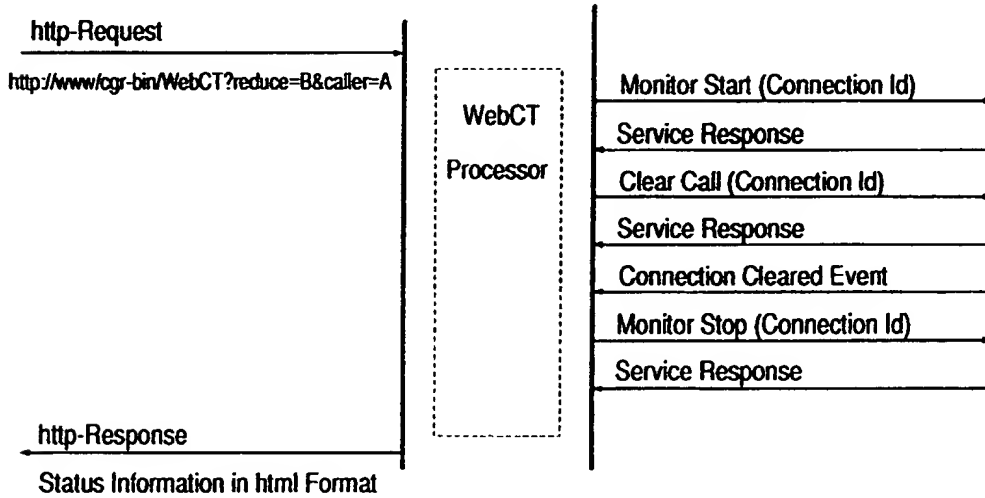 http-Request
http://www/cgr-bin/WebCT?reduce=B&caller=A
WebCT
Processor
Monitor Start (Connection Id)
Service Response
Clear Call (Connection Id)
Service Response
Connection Cleared Event
Monitor Stop (Connection Id)
Service Response
http-Response
Status Information in html Format